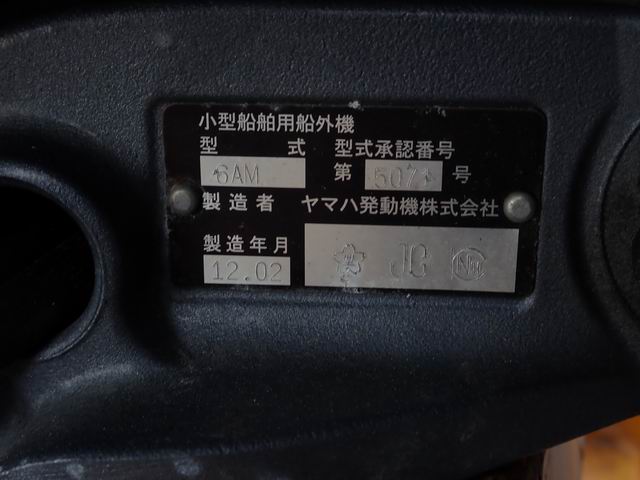 小型船舶用船外機
型式 型式承認番号
6AM 第 5071 号
製造者 ヤマハ発動機株式会社
製造年月
12.02
JG